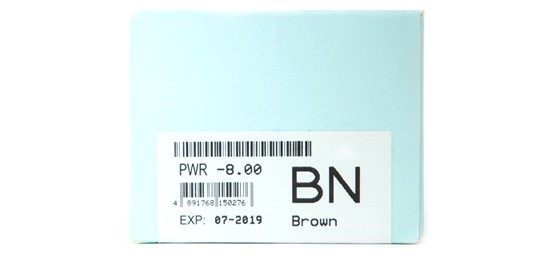 PWR -8.00
BN
4 891768 150276
EXP: 07-2019
Brown